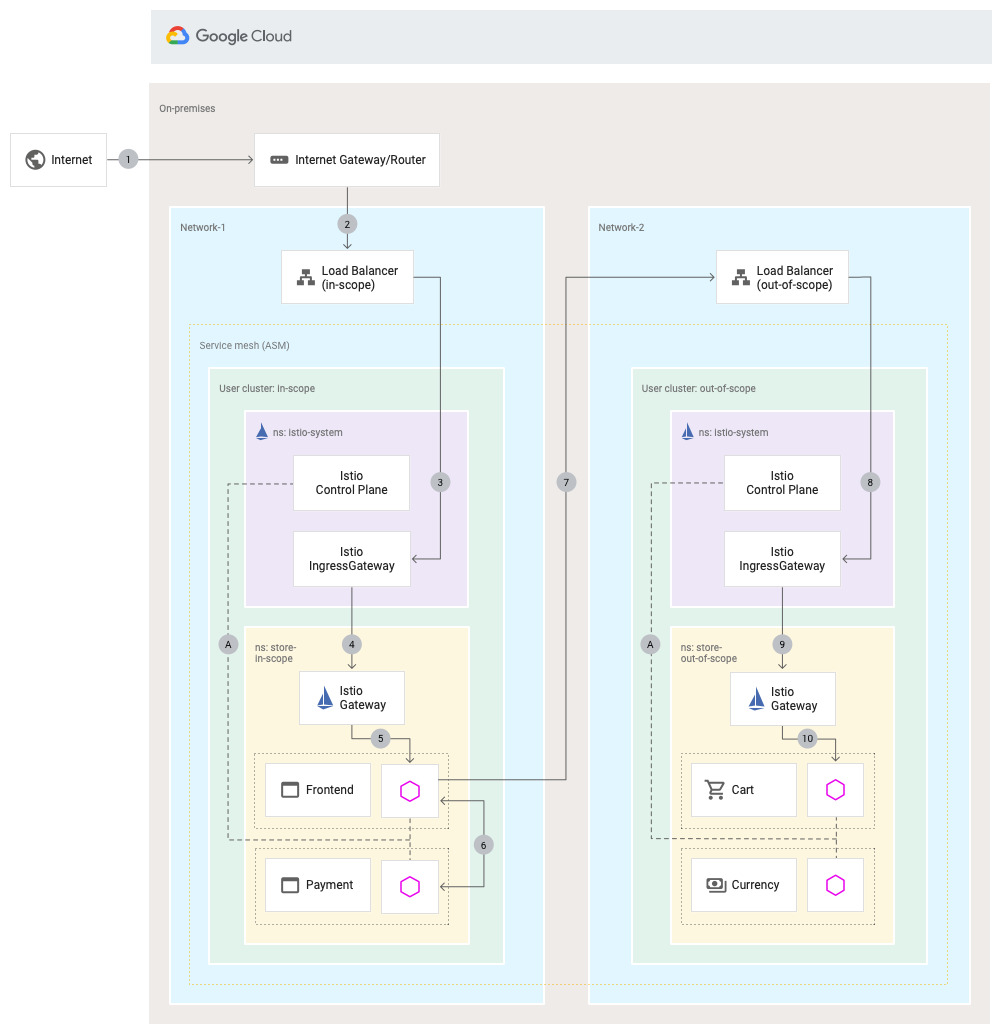 Google Cloud
On-premises
Internet
1
Internet Gateway/Router
2
Network-1
Load Balancer
(in-scope)
Service mesh (ASM)
User cluster: in-scope
ns: istio-system
Istio
Control Plane
3
Istio
IngressGateway
A
4
ns: store-
in-scope
Istio
Gateway
5
Frontend
6
Payment
7
Network-2
Load Balancer
(out-of-scope)
User cluster: out-of-scope
ns: istio-system
Istio
Control Plane
8
Istio
IngressGateway
A
9
ns: store-
out-of-scope
Istio
Gateway
10
Cart
Currency